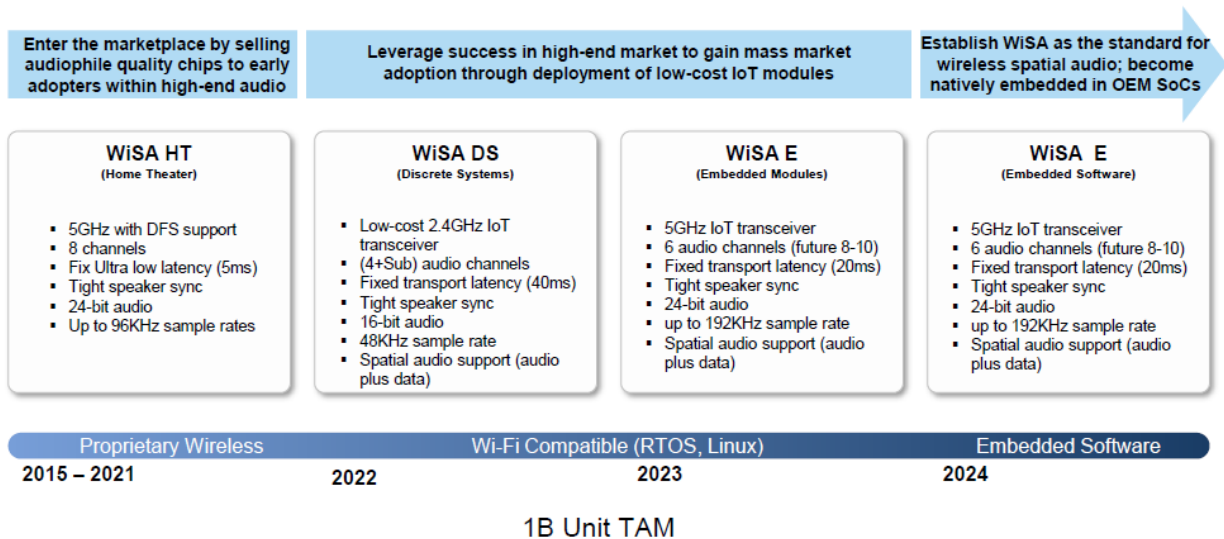 Enter the marketplace by selling
audiophile quality chips to early
adopters within high-end audio
Leverage success in high-end market to gain mass market
adoption through deployment of low-cost IoT modules
Establish WiSA as the standard for
wireless spatial audio; become
natively embedded in OEM SoCs
WiSA HT
(Home Theater)
▪ 5GHz with DFS support
▪ 8 channels
▪ Fix Ultra low latency (5ms)
▪ Tight speaker sync
▪ 24-bit audio
▪ Up to 96KHz sample rates
WiSA DS
(Discrete Systems)
▪ Low-cost 2.4GHz IoT
transceiver
▪ (4+Sub) audio channels
▪ Fixed transport latency (40ms)
▪ Tight speaker sync
▪ 16-bit audio
▪ 48KHz sample rate
▪ Spatial audio support (audio
plus data)
WiSA E
(Embedded Modules)
▪ 5GHz IoT transceiver
▪ 6 audio channels (future 8-10)
▪ Fixed transport latency (20ms)
▪ Tight speaker sync
▪ 24-bit audio
▪ up to 192KHz sample rate
▪ Spatial audio support (audio
plus data)
WiSA E
(Embedded Software)
▪ 5GHz IoT transceiver
▪ 6 audio channels (future 8-10)
▪ Fixed transport latency (20ms)
▪ Tight speaker sync
▪ 24-bit audio
▪ up to 192KHz sample rate
▪ Spatial audio support (audio
plus data)
Proprietary Wireless
Wi-Fi Compatible (RTOS, Linux)
Embedded Software
2015 – 2021
2022
2023
2024
1B Unit TAM